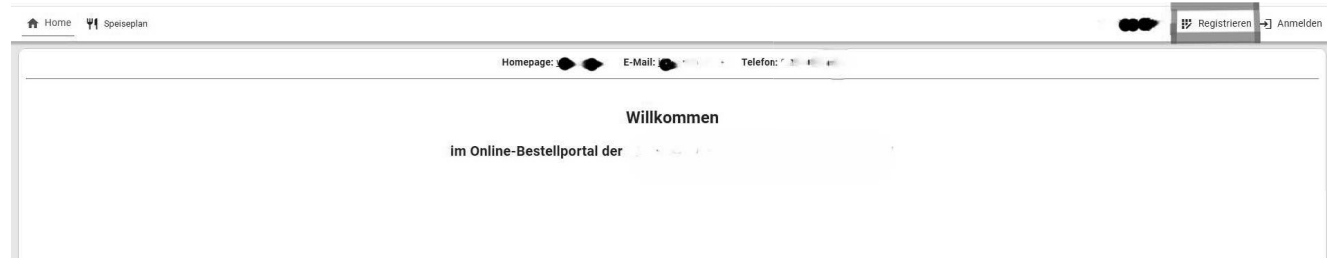 Home Speiseplan Registrieren Anmelden
Homepage: E-Mail: Telefon:
Willkommen
im Online-Bestellportal der